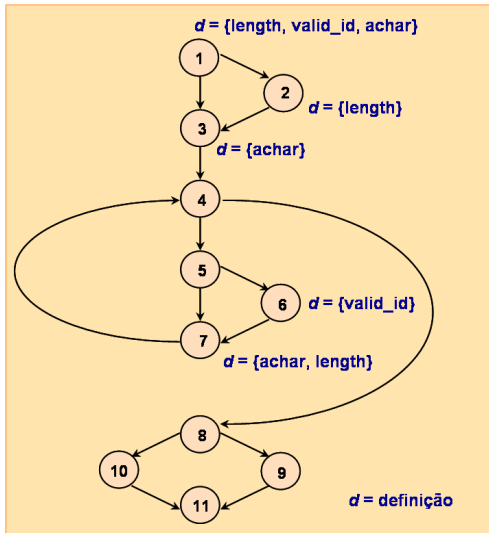 d = {length, valid_id, achar}
1
2
d = {length}
3
d = {achar}
4
5
6
d = {valid_id}
7
d = {achar, length}
8
10
9
11
d = definição